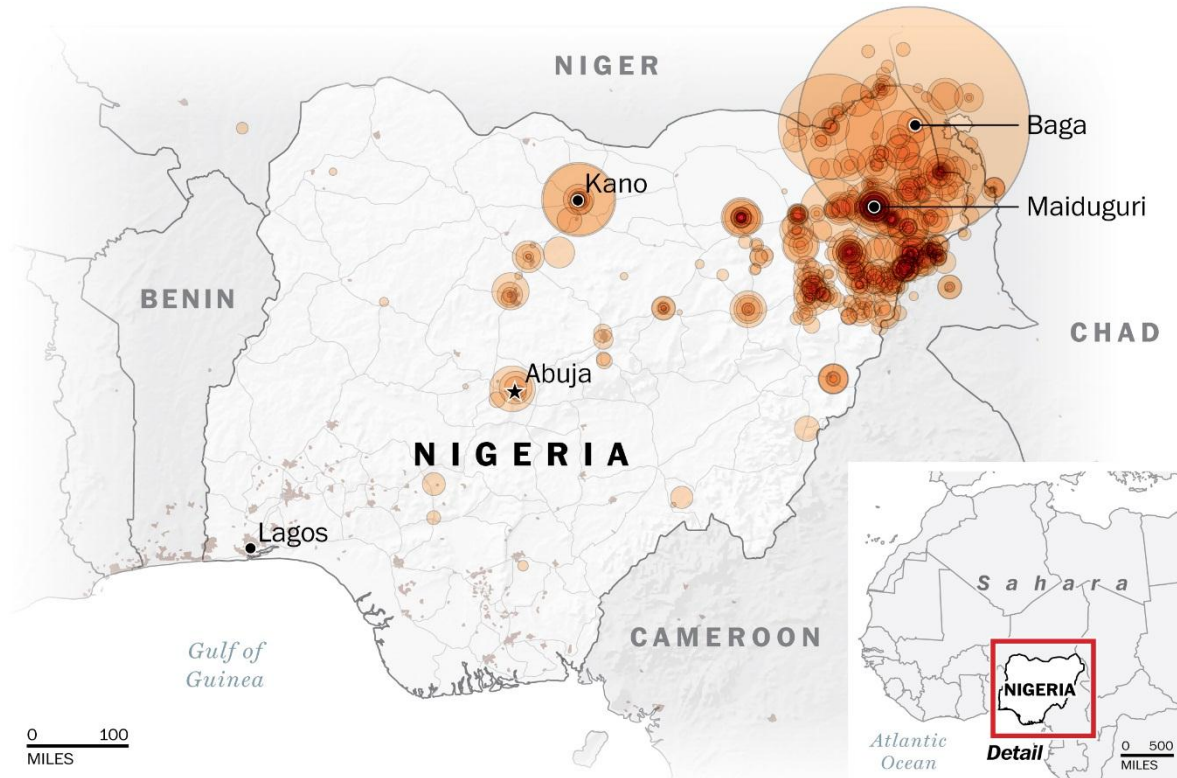 NIGER
Baga
Kano
Maiduguri
BENIN
CHAD
Abuja
NIGERIA
Lagos
Gulf of
Guinea
CAMEROON
0 100
MILES
Sahara
NIGERIA
Atlantic
Ocean
Detail
0 500
MILES